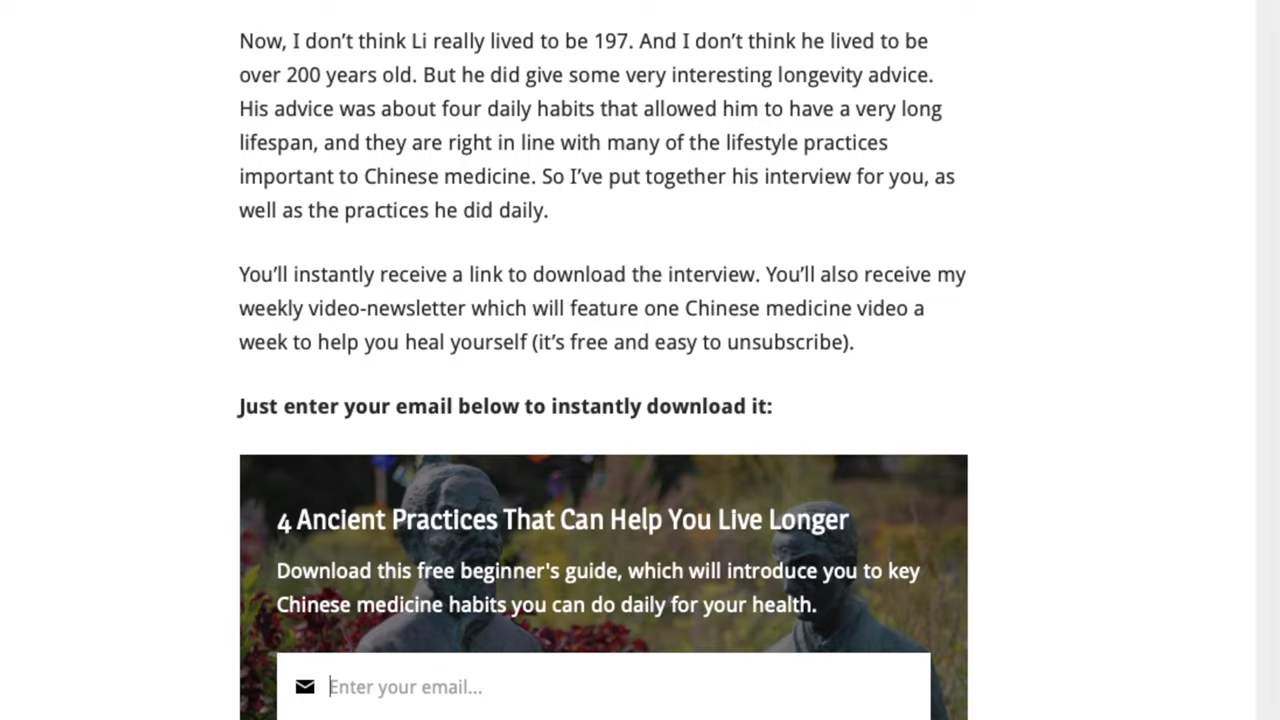 Now, I don’t think Li really lived to be 197. And I don’t think he lived to be
over 200 years old. But he did give some very interesting longevity advice.
His advice was about four daily habits that allowed him to have a very long
lifespan, and they are right in line with many of the lifestyle practices
important to Chinese medicine. So I’ve put together his interview for you, as
well as the practices he did daily.
You’ll instantly receive a link to download the interview. You’ll also receive my
weekly video-newsletter which will feature one Chinese medicine video a
week to help you heal yourself (it’s free and easy to unsubscribe).
Just enter your email below to instantly download it:
4 Ancient Practices That Can Help You Live Longer
Download this free beginner's guide, which will introduce you to key
Chinese medicine habits you can do daily for your health.
Enter your email...